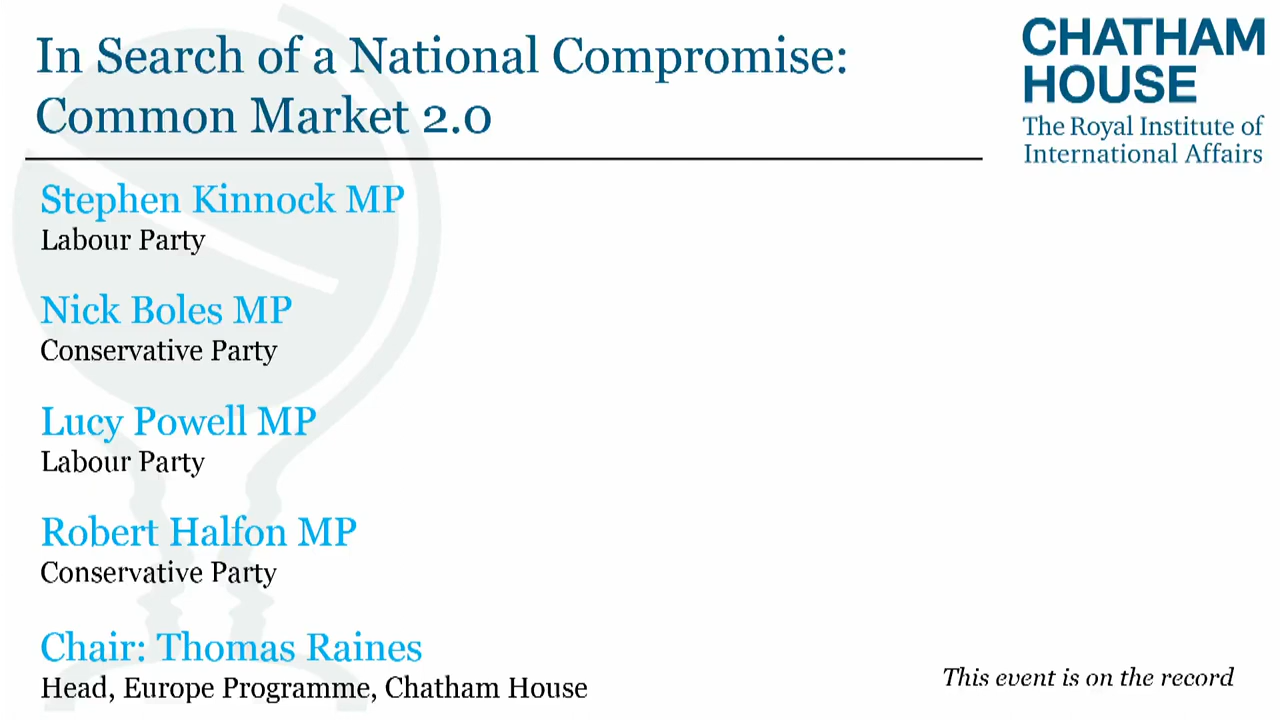 In Search of a National Compromise:
Common Market 2.0
CHATHAM
HOUSE
The Royal Institute of
International Affairs
Stephen Kinnock MP
Labour Party
Nick Boles MP
Conservative Party
Lucy Powell MP
Labour Party
Robert Halfon MP
Conservative Party
Chair: Thomas Raines
Head, Europe Programme, Chatham House
This event is on the record